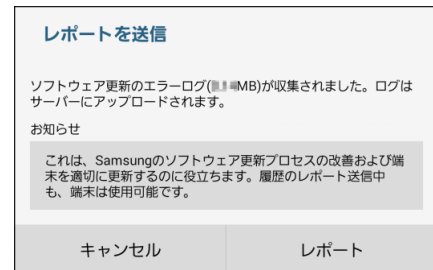 レポートを送信
ソフトウェア更新のエラーログ(MB)が収集されました。ログは
サーバーにアップロードされます。
お知らせ
これは、Samsungのソフトウェア更新プロセスの改善および端
末を適切に更新するのに役立ちます。履歴のレポート送信中
も、端末は使用可能です。
キャンセル
レポート